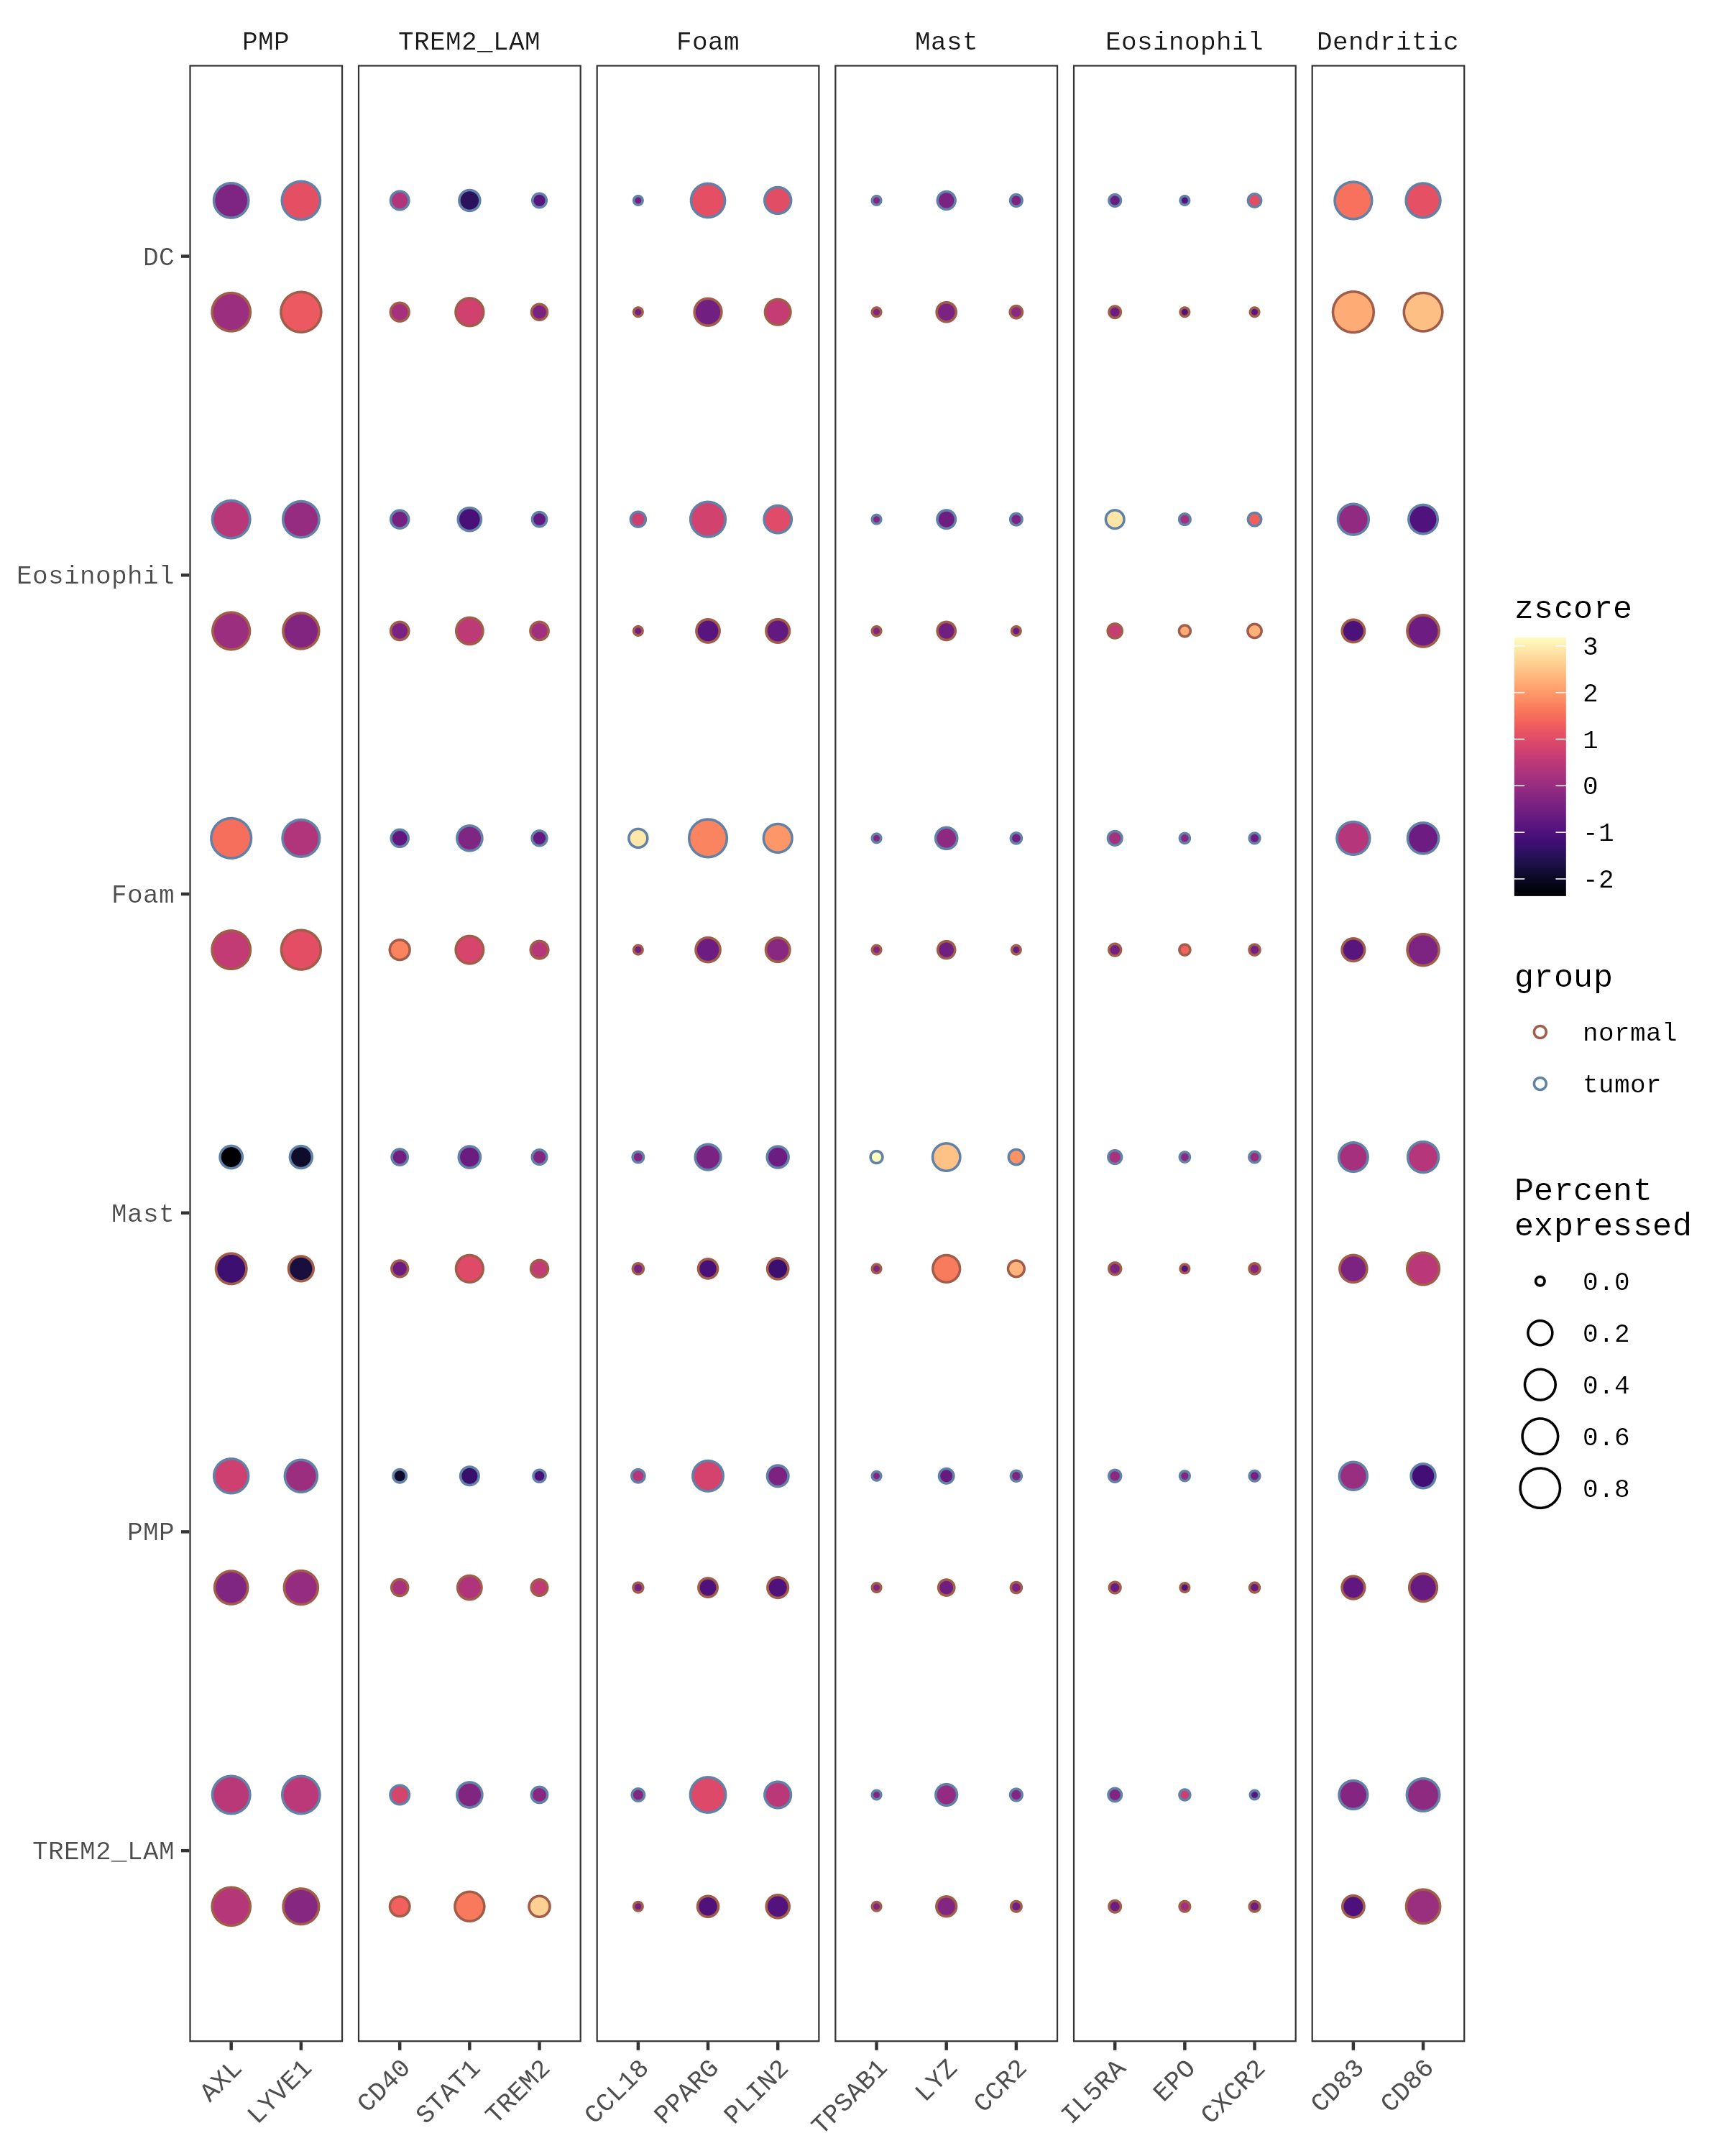 PMP TREM2_LAM Foam Mast Eosinophil Dendritic
DC
Eosinophil
Foam
Mast
PMP
TREM2_LAM
AXL LYVE1 CD40 STAT1 TREM2 CCL18 PPARG PLIN2 TPSAB1 LYZ CCR2 IL5RA EPO CXCR2 CD83 CD86
zscore
3
2
1
0
-1
-2
group
normal
tumor
Percent
expressed
0.0
0.2
0.4
0.6
0.8